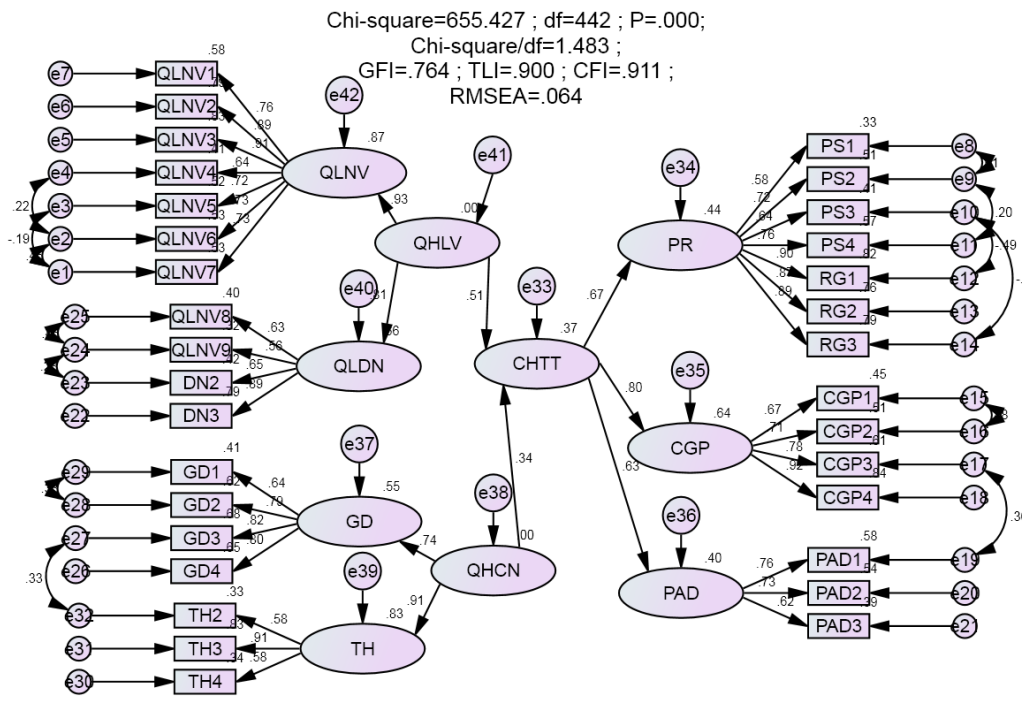 Chi-square=655.427 ; df=442 ; P=.000;
Chi-square/df=1.483 ;
GFI=.764 ; TLI=.900 ; CFI=.911 ;
RMSEA=.064
.58
e7 QLNV1 .76
e6 QLNV2 .89
e5 QLNV3 .91
e4 QLNV4 .64
e3 QLNV5 .72
e2 QLNV6 .73
e1 QLNV7 .73
.22
-.19
e42
.87
QLNV
.93
e41
.00
QHLV
.51
e40
QLDN
.40
e25 QLNV8 .63
e24 QLNV9 .56
e23 DN2 .65
e22 DN3 .89
.79
e33
.37
CHTT
.67
.80
.63
.34
e37
.55
GD
.74
.41
e29 GD1 .64
e28 GD2 .79
e27 GD3 .82
e26 GD4 .80
e38
00
QHCN
.91
e39
.83
TH
.33
.33
e32 TH2 .58
e31 TH3 .91
e30 TH4 .58
e34
.44
PR
.33
.58 PS1 e8
.72 PS2 e9
.64 PS3 e10
.76 PS4 e11
.90 RG1 e12
RG2 e13
.89 RG3 e14
.20
-.49
e35
.64
CGP
.45
.67 CGP1 e15
.71 CGP2 e16
.78 CGP3 e17
.92 CGP4 e18
e36
.40
PAD
.58
.76 PAD1 e19
.73 PAD2 e20
.62 PAD3 e21